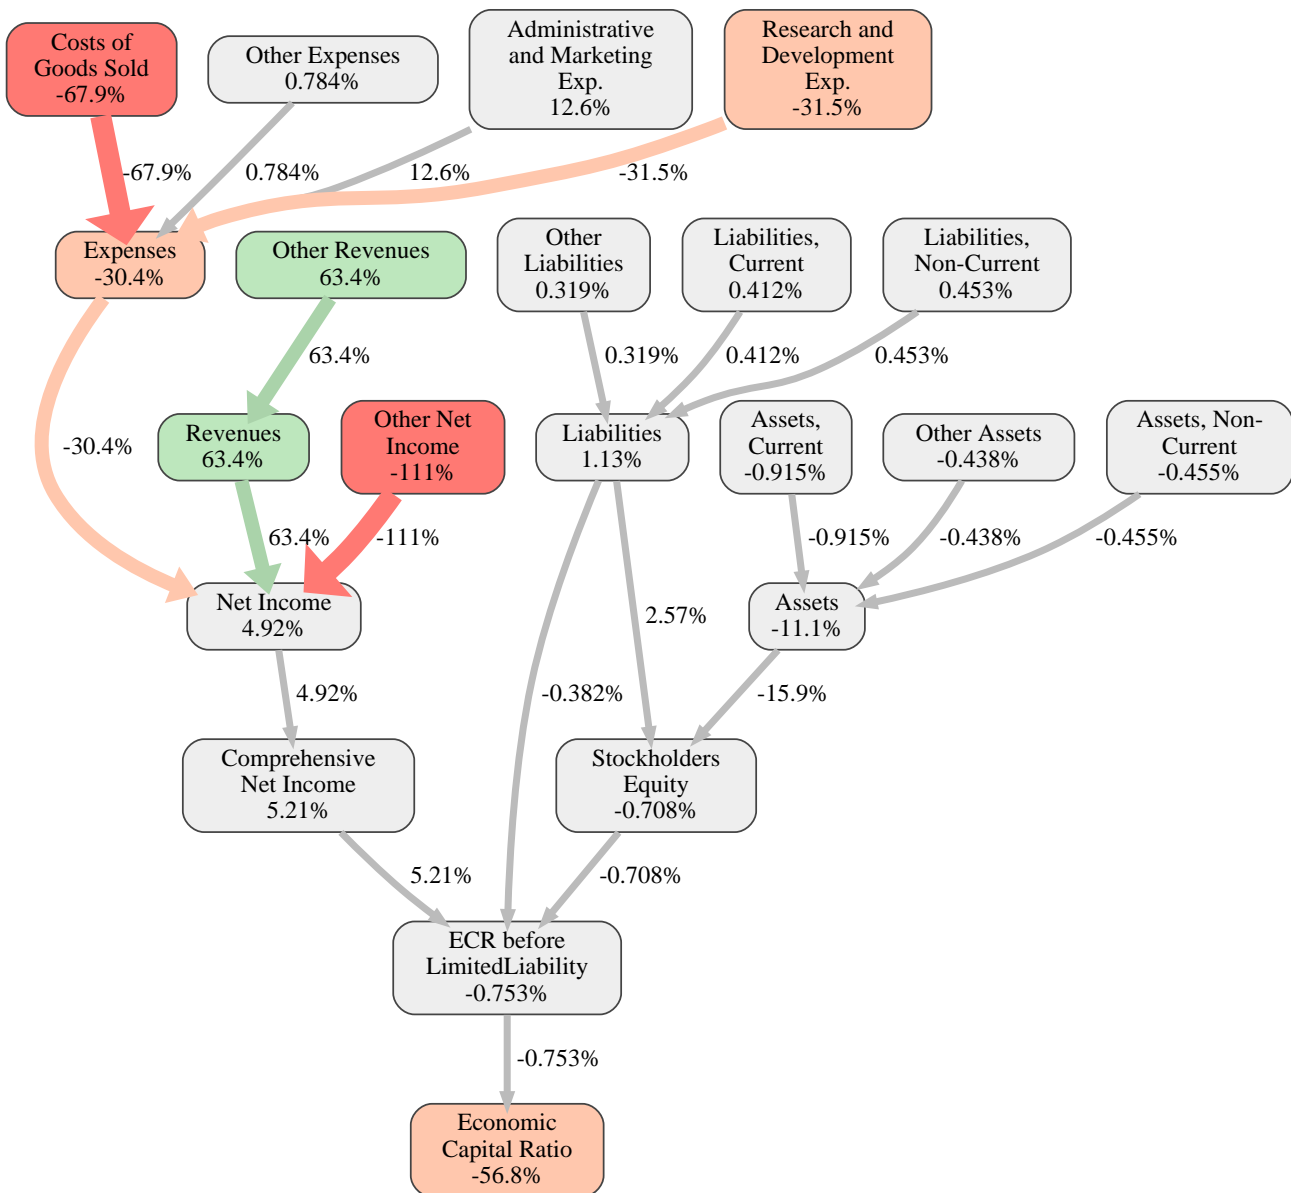 Costs of
Goods Sold
-67.9%
Other Expenses
0.784%
Administrative
and Marketing
Exp.
12.6%
Research and
Development
Exp.
-31.5%
-67.9%
0.784%
12.6%
-31.5%
Expenses
-30.4%
Other Revenues
63.4%
Other
Liabilities
0.319%
Liabilities,
Current
0.412%
Liabilities,
Non-Current
0.453%
63.4%
0.319%
0.412%
0.453%
-30.4%
Revenues
63.4%
Other Net
Income
-111%
Liabilities
1.13%
Assets,
Current
-0.915%
Other Assets
-0.438%
Assets, Non-
Current
-0.455%
63.4%
-111%
-0.915%
-0.438%
-0.455%
Net Income
4.92%
2.57%
Assets
-11.1%
4.92%
-0.382%
-15.9%
Comprehensive
Net Income
5.21%
Stockholders
Equity
-0.708%
5.21%
-0.708%
ECR before
LimitedLiability
-0.753%
-0.753%
Economic
Capital Ratio
-56.8%